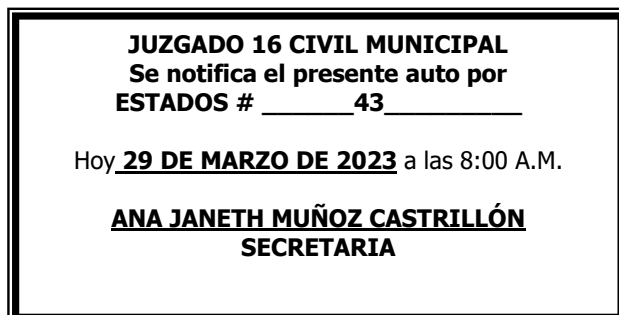 JUZGADO 16 CIVIL MUNICIPAL
Se notifica el presente auto por
ESTADOS # ______43_________
Hoy 29 DE MARZO DE 2023 a las 8:00 A.M.
ANA JANETH MUÑOZ CASTRILLÓN
SECRETARIA